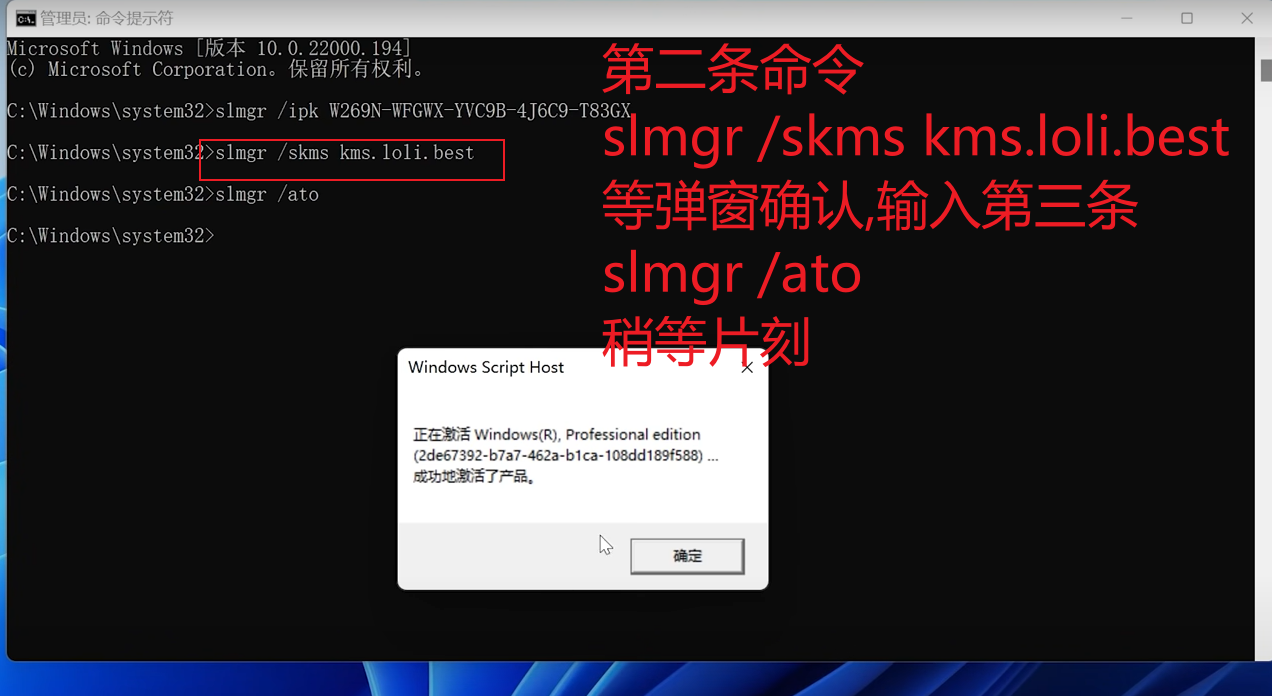 管理员: 命令提示符
Microsoft Windows [版本 10.0.22000.194]
(c) Microsoft Corporation。保留所有权利。
C:\Windows\system32>slmgr /ipk W269N-WFGWX-YVC9B-4J6C9-T83GX
C:\Windows\system32>slmgr /skms kms.loli.best
C:\Windows\system32>slmgr /ato
C:\Windows\system32>
第二条命令
slmgr /skms kms.loli.best
等弹窗确认,输入第三条
slmgr /ato
稍等片刻
Windows Script Host
正在激活 Windows(R), Professional edition
(2de67392-b7a7-462a-b1ca-108dd189f588) ...
成功地激活了产品。
确定